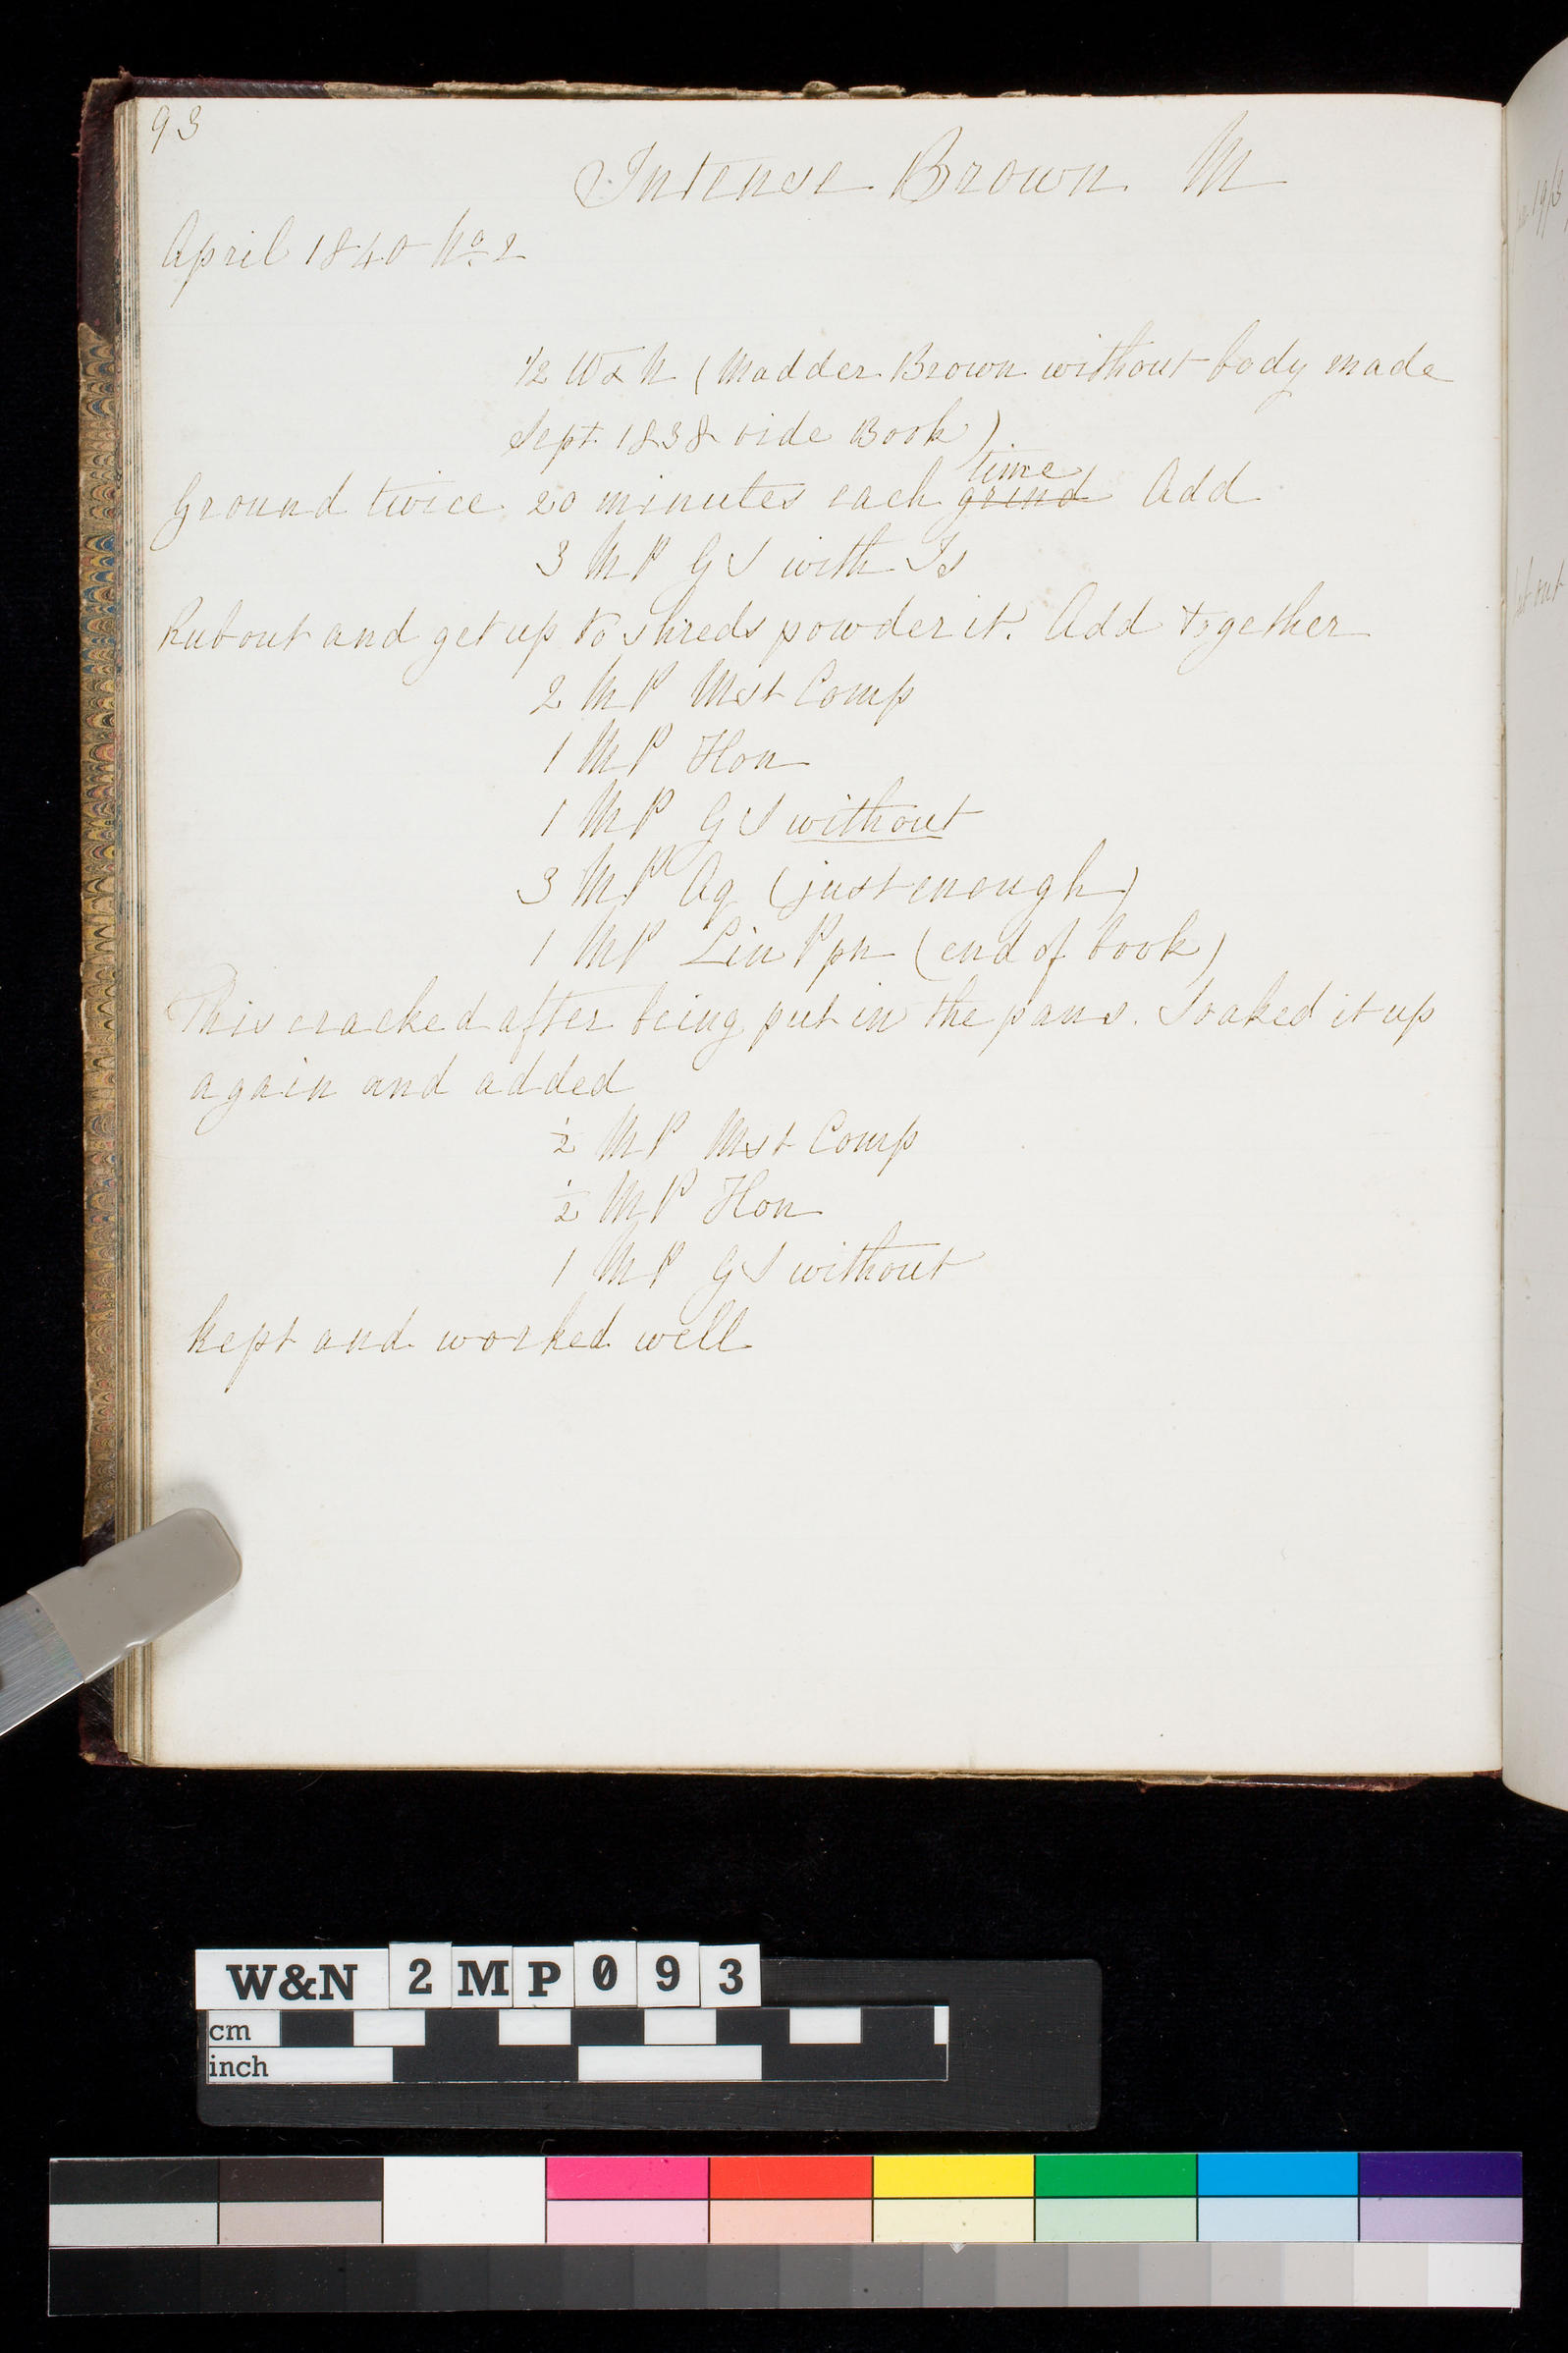 93
Intense Brown M
April 1840 No 2
1/2 W & N (Madder Brown without body made
Sept 1838 vide Book)
time
Ground twice 20 minutes each grind Add
3 MP GS with Is
Rub out and get up to shreds powder it. Add together
2 MP Mst Comp
1 MP Hon
1 MP GS without
3 MP Aq (just enough)
1 MP Lin Ppn (end of book)
This cracked after being put in the pans. Soaked it up
again and added
1/2 MP Mst Comp
1/2 MP Hon
1 MP GS without
kept and worked well
W&N 2MP093
cm
inch